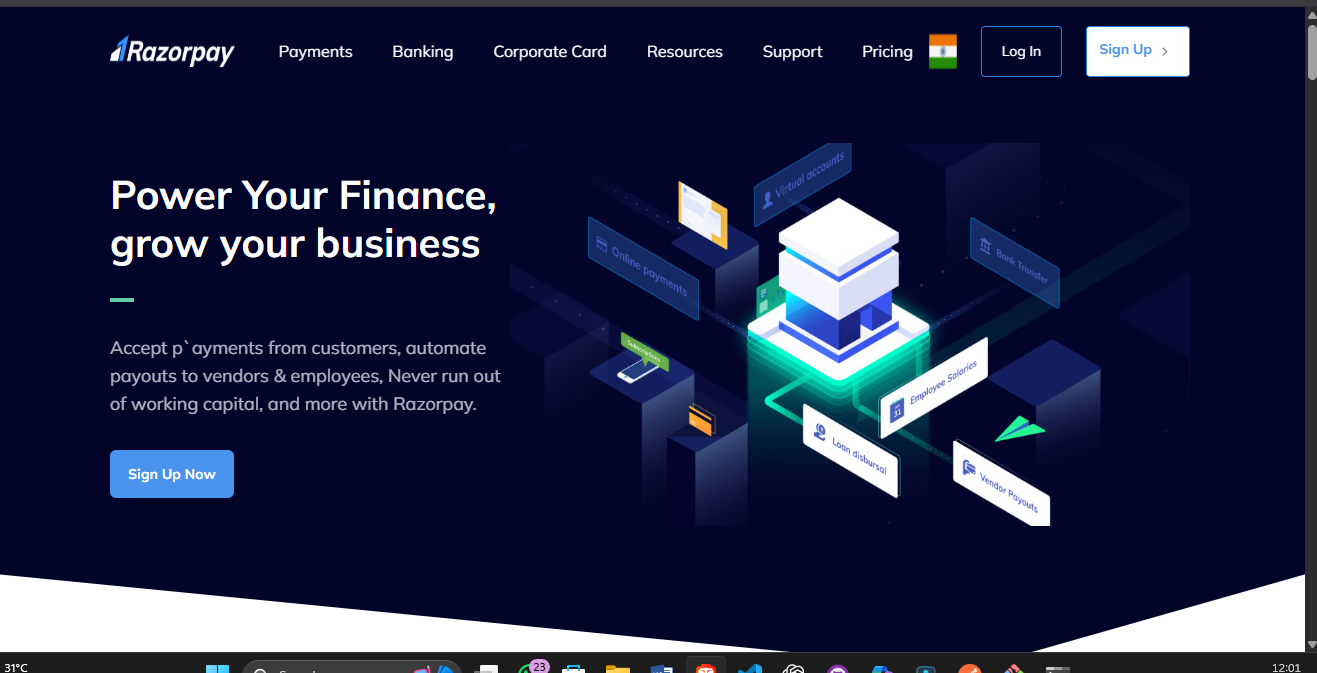 Razorpay
Payments
Banking
Corporate Card
Resources
Support
Pricing
Log In
Sign Up
Power Your Finance,
grow your business
Accept p`ayments from customers, automate
payouts to vendors & employees, Never run out
of working capital, and more with Razorpay.
Sign Up Now
Virtual accounts
Online payments
Bank Transfer
Subscriptions
Employee Salaries
31
Loan disbursal
Vendor Payouts
31°C
23
12:01